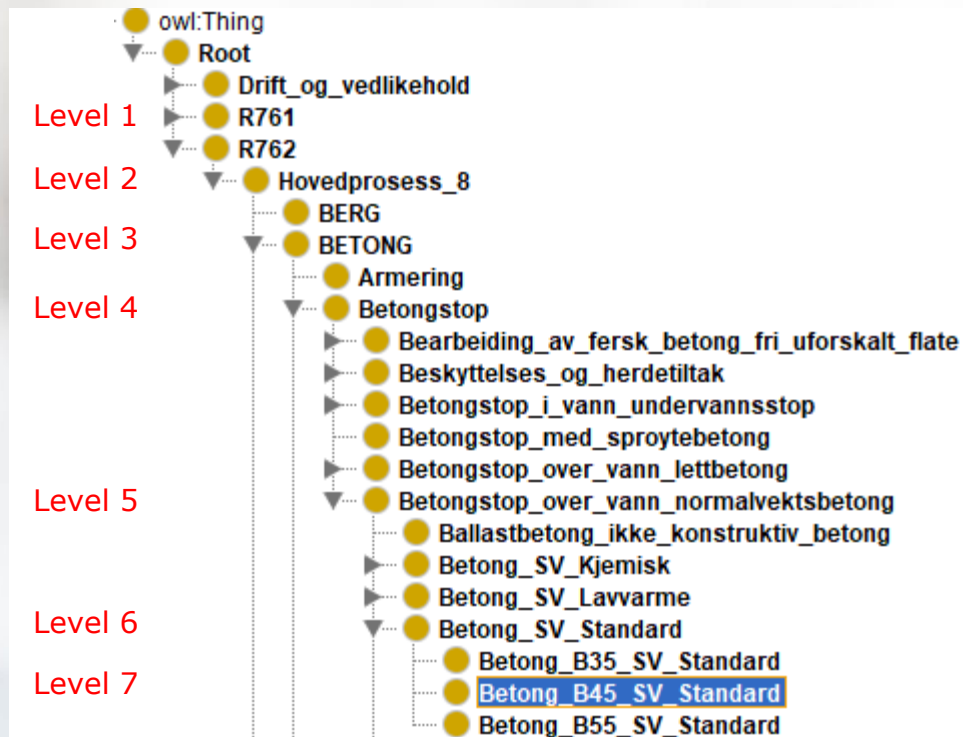 owl:Thing
Root
Drift_og_vedlikehold
Level 1 R761
R762
Level 2 Hovedprosess_8
BERG
Level 3 BETONG
Armering
Level 4 Betongstop
Bearbeiding_av_fersk_betong_fri_uforskalt_flate
Beskyttelses_og_herdetiltak
Betongstop_i_vann_undervannsstop
Betongstop_med_sproytebetong
Betongstop_over_vann_lettbetong
Level 5 Betongstop_over_vann_normalvektsbetong
Ballastbetong_ikke_konstruktiv_betong
Betong_SV_Kjemisk
Betong_SV_Lavvarme
Level 6 Betong_SV_Standard
Betong_B35_SV_Standard
Level 7 Betong_B45_SV_Standard
Betong_B55_SV_Standard